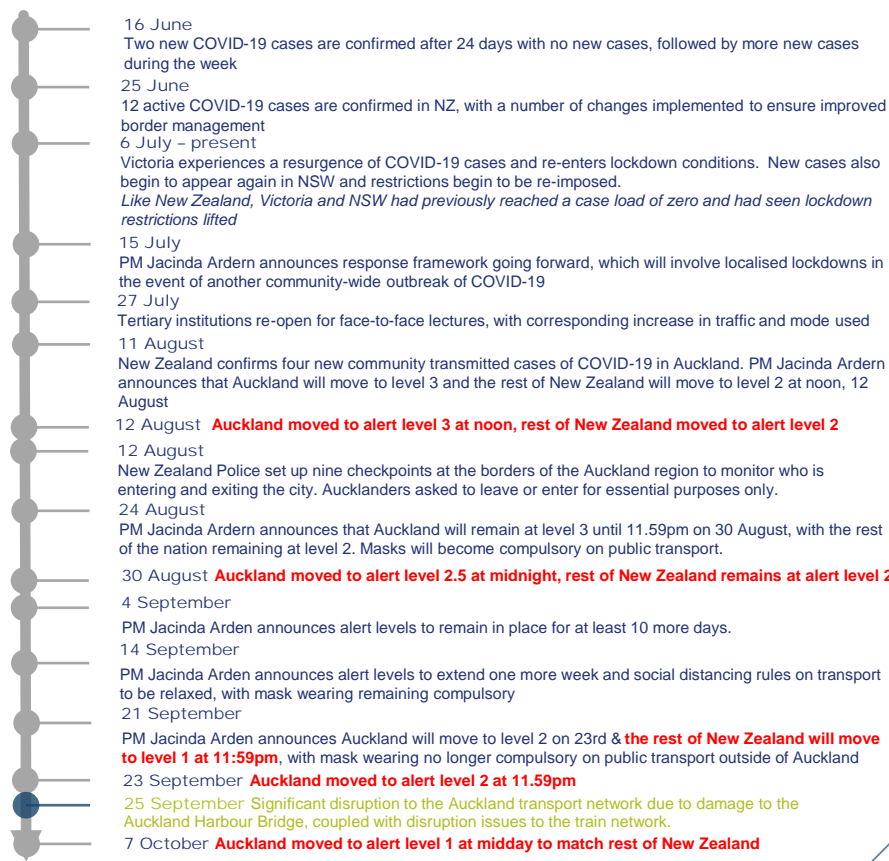 16 June
Two new COVID-19 cases are confirmed after 24 days with no new cases, followed by more new cases
during the week
25 June
12 active COVID-19 cases are confirmed in NZ, with a number of changes implemented to ensure improved
border management
6 July – present
Victoria experiences a resurgence of COVID-19 cases and re-enters lockdown conditions.  New cases also
begin to appear again in NSW and restrictions begin to be re-imposed.
Like New Zealand, Victoria and NSW had previously reached a case load of zero and had seen lockdown
restrictions lifted
15 July
PM Jacinda Ardern announces response framework going forward, which will involve localised lockdowns in
the event of another community-wide outbreak of COVID-19
27 July
Tertiary institutions re-open for face-to-face lectures, with corresponding increase in traffic and mode used
11 August
New Zealand confirms four new community transmitted cases of COVID-19 in Auckland. PM Jacinda Ardern
announces that Auckland will move to level 3 and the rest of New Zealand will move to level 2 at noon, 12
August
12 August Auckland moved to alert level 3 at noon, rest of New Zealand moved to alert level 2
12 August
New Zealand Police set up nine checkpoints at the borders of the Auckland region to monitor who is
entering and exiting the city. Aucklanders asked to leave or enter for essential purposes only.
24 August
PM Jacinda Ardern announces that Auckland will remain at level 3 until 11.59pm on 30 August, with the rest
of the nation remaining at level 2. Masks will become compulsory on public transport.
30 August Auckland moved to alert level 2.5 at midnight, rest of New Zealand remains at alert level 2
4 September
PM Jacinda Arden announces alert levels to remain in place for at least 10 more days.
14 September
PM Jacinda Arden announces alert levels to extend one more week and social distancing rules on transport
to be relaxed, with mask wearing remaining compulsory
21 September
PM Jacinda Arden announces Auckland will move to level 2 on 23rd & the rest of New Zealand will move
to level 1 at 11:59pm, with mask wearing no longer compulsory on public transport outside of Auckland
23 September Auckland moved to alert level 2 at 11.59pm
25 September Significant disruption to the Auckland transport network due to damage to the
Auckland Harbour Bridge, coupled with disruption issues to the train network.
7 October Auckland moved to alert level 1 at midday to match rest of New Zealand